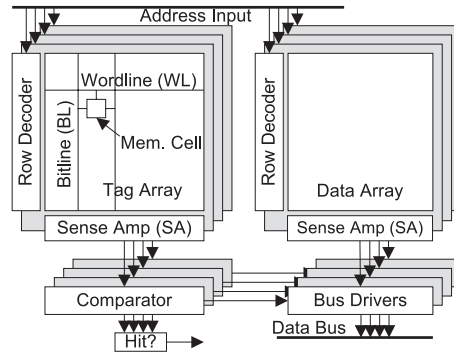 Address Input
Row Decoder
Wordline (WL)
Bitline (BL)
Mem. Cell
Tag Array
Sense Amp (SA)
Comparator
Hit?
Row Decoder
Data Array
Sense Amp (SA)
Bus Drivers
Data Bus